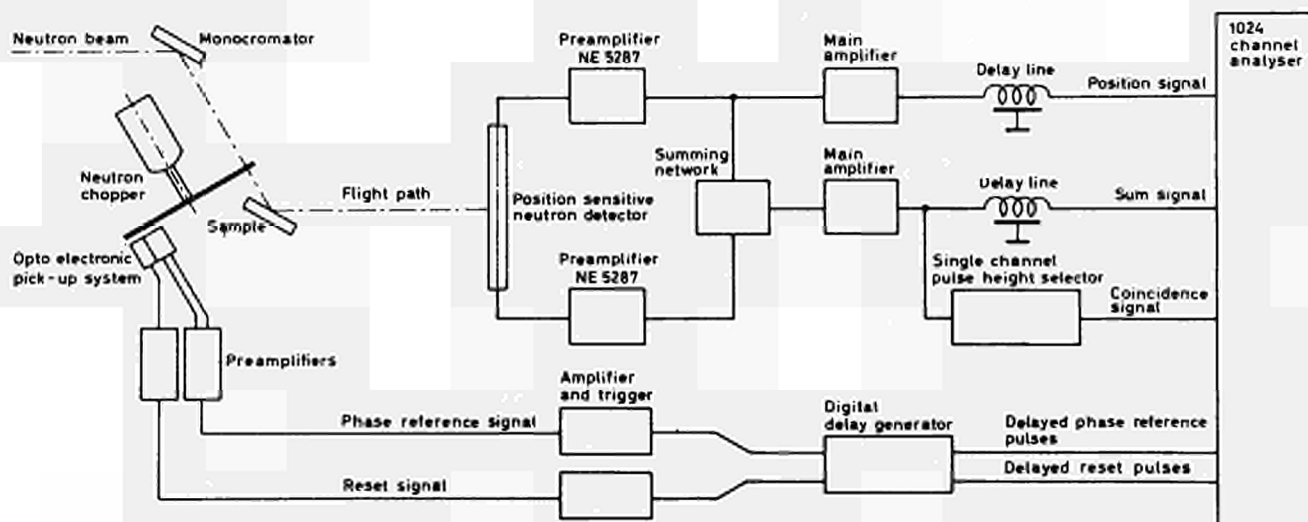 Neutron beam
Monocromator
Neutron
chopper
Sample
Flight path
Opto electronic
pick-up system
Preamplifiers
Position sensitive
neutron detector
Preamplifier
NE 5287
Preamplifier
NE 5287
Summing
network
Main
amplifier
Delay line
Position signal
Main
amplifier
Delay line
Sum signal
Single channel
pulse height selector
Coincidence
signal
1024
channel
analyser
Phase reference signal
Amplifier
and trigger
Reset signal
Digital
delay generator
Delayed phase reference
pulses
Delayed reset pulses